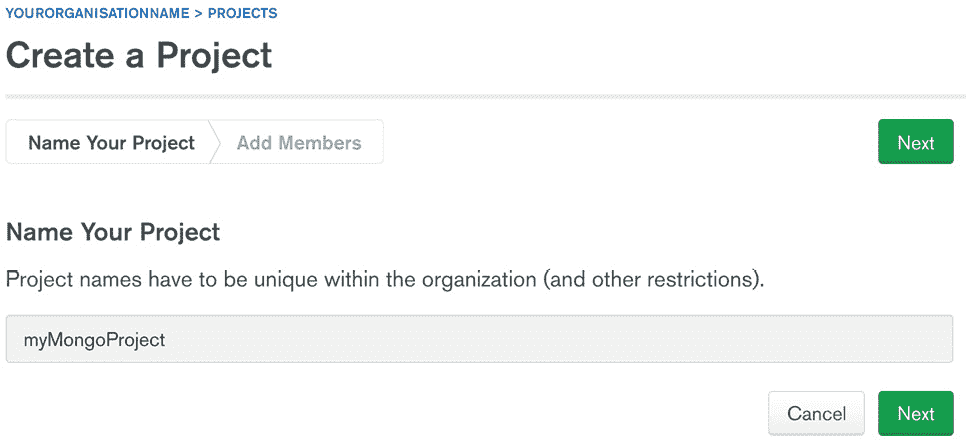 YOURORGANISATIONNAME > PROJECTS
Create a Project
Name Your Project Add Members Next
Name Your Project
Project names have to be unique within the organization (and other restrictions).
myMongoProject
Cancel Next